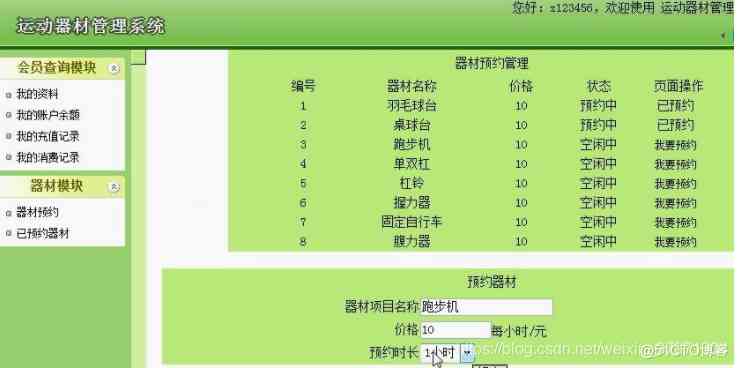 您好：z123456，欢迎使用 运动器材管理
运动器材管理系统
会员查询模块
我的资料
我的账户余额
我的充值记录
我的消费记录
器材模块
器材预约
已预约器材
器材预约管理
编号 器材名称 价格 状态 页面操作
1 羽毛球台 10 预约中 已预约
2 桌球台 10 预约中 已预约
3 跑步机 10 空闲中 我要预约
4 单双杠 10 空闲中 我要预约
5 杠铃 10 空闲中 我要预约
6 握力器 10 空闲中 我要预约
7 固定自行车 10 空闲中 我要预约
8 腹力器 10 空闲中 我要预约
预约器材
器材项目名称 跑步机
价格 10 每小时/元
预约时长 1小时
https://blog.csdn.net/weixin
@51CTO博客